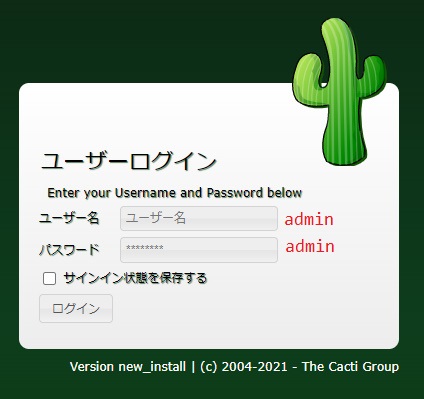 ユーザーログイン
Enter your Username and Password below
ユーザー名 ユーザー名 admin
パスワード ******** admin
サインイン状態を保存する
ログイン
Version new_install | (c) 2004-2021 - The Cacti Group